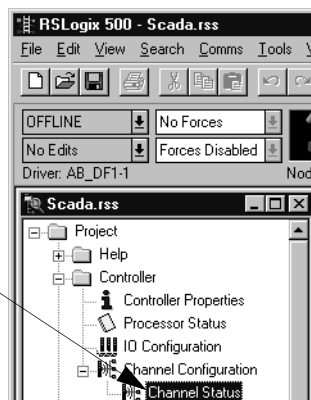 RSLogix 500 - Scada.rss
File Edit View Search Comms Tools
OFFLINE No Forces
No Edits Forces Disabled
Driver: AB_DF1-1 Nod
Scada.rss
Project
Help
Controller
Controller Properties
Processor Status
IO Configuration
Channel Configuration
Channel Status